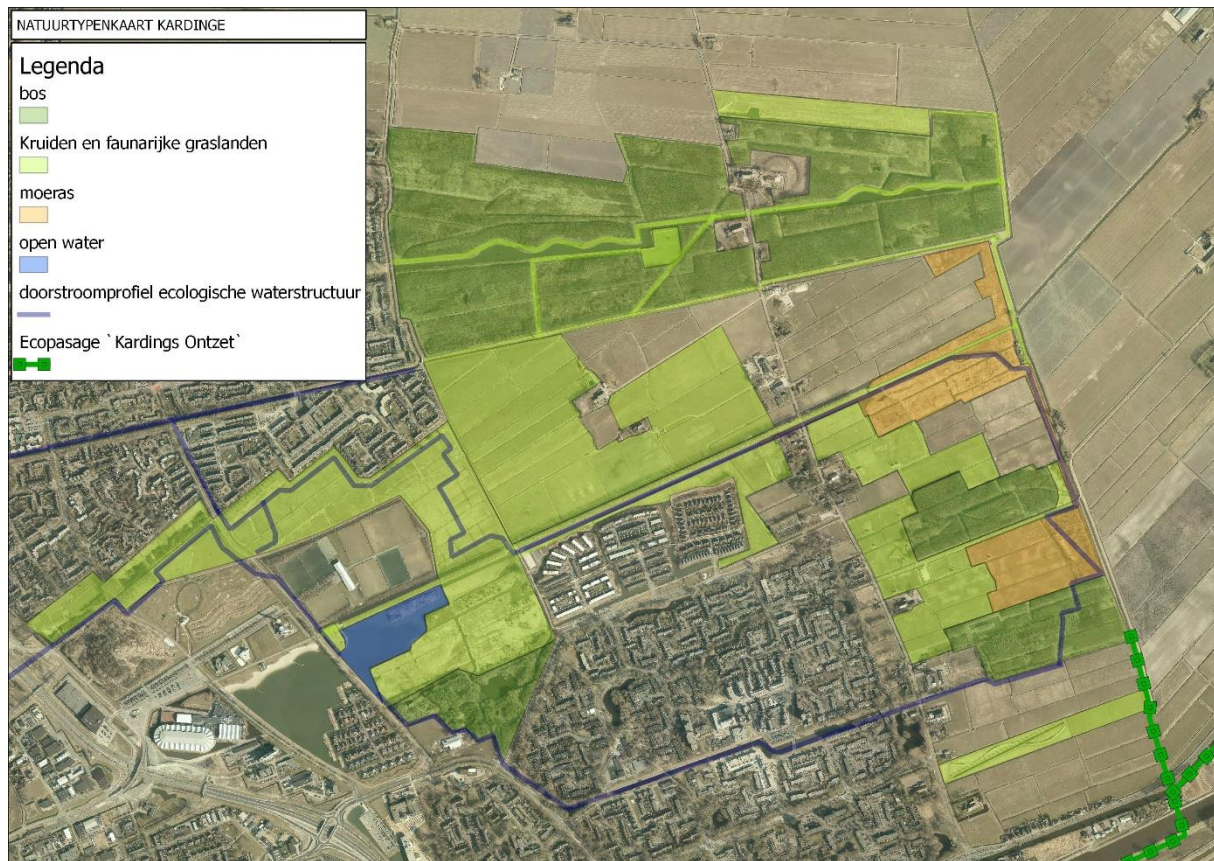 NATUURTYPENKAART KARDINGE
Legenda
bos
Kruiden en faunarijke graslanden
moeras
open water
doorstroomprofiel ecologische waterstructuur
Ecopasage `Kardings Ontzet`